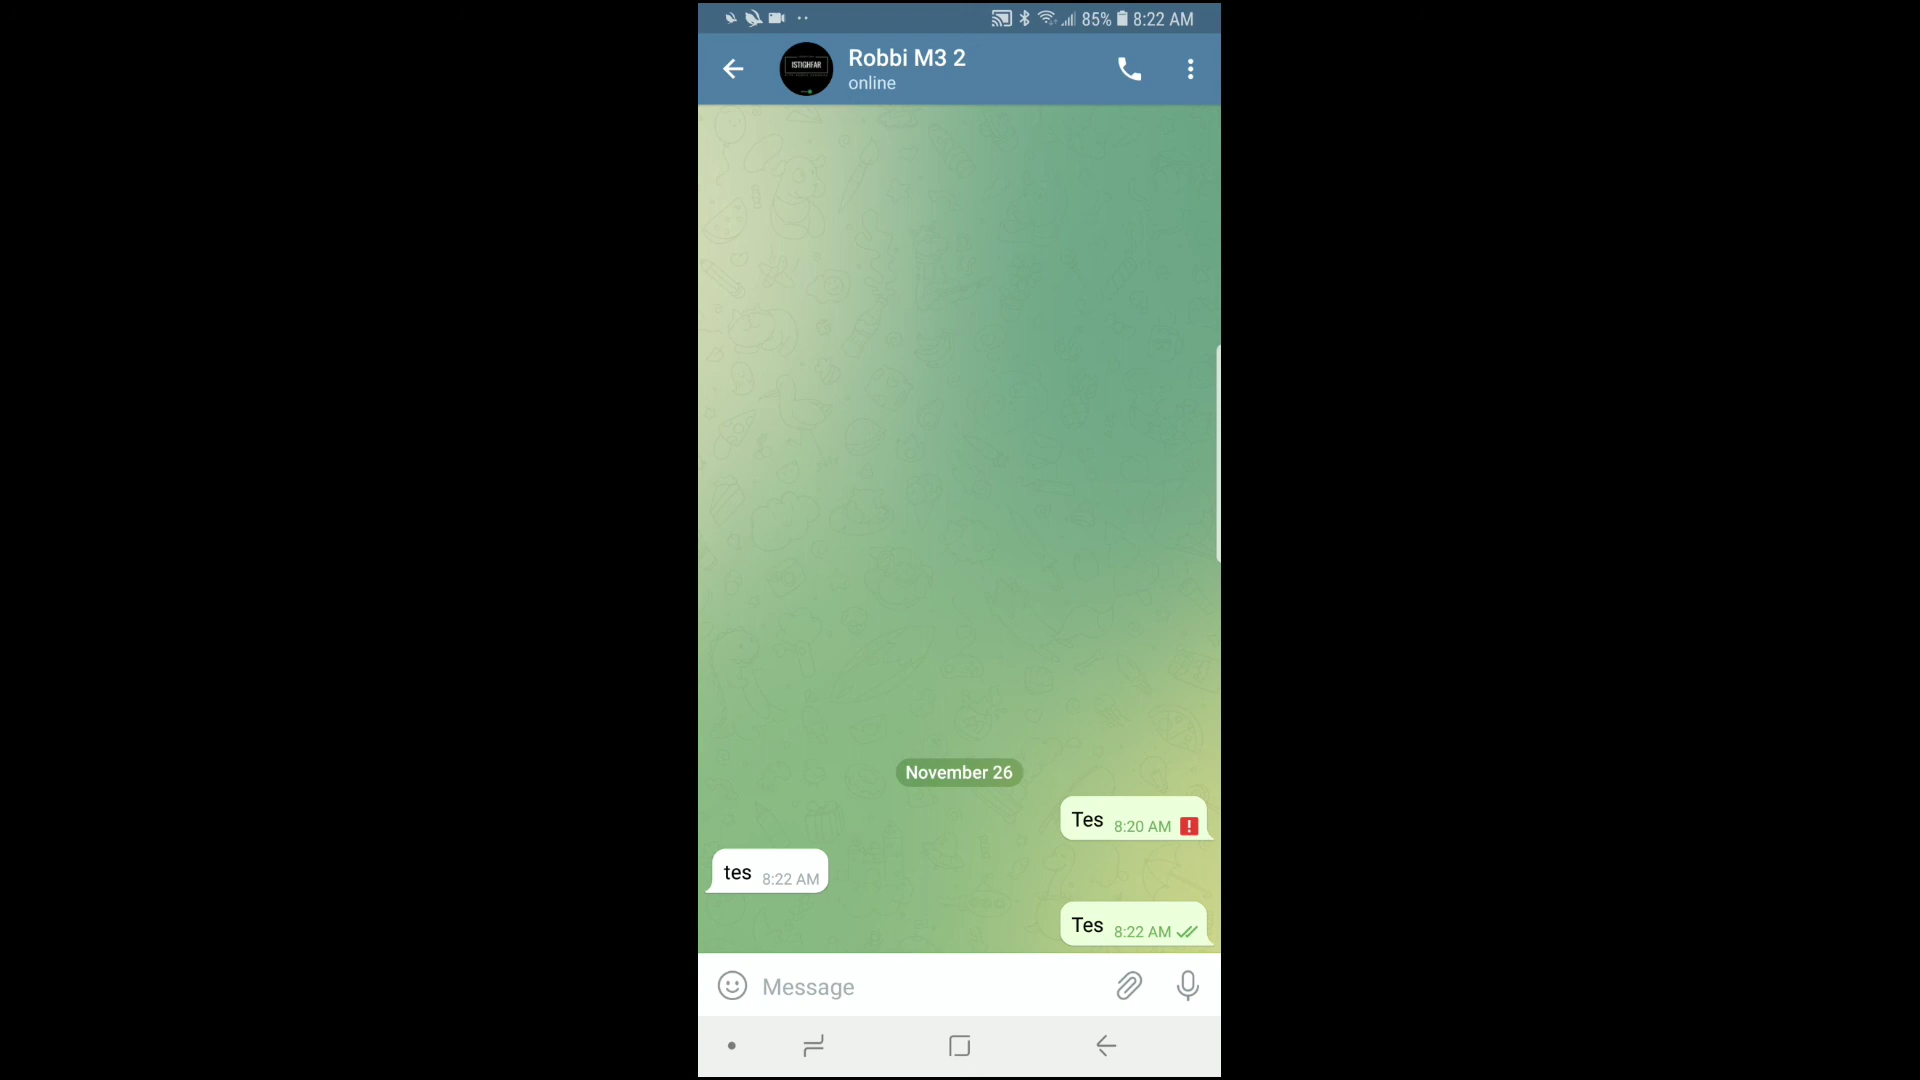 85% 8:22 AM
ISTIGHFAR
Robbi M3 2
online
November 26
Tes 8:20 AM
tes 8:22 AM
Tes 8:22 AM
Message